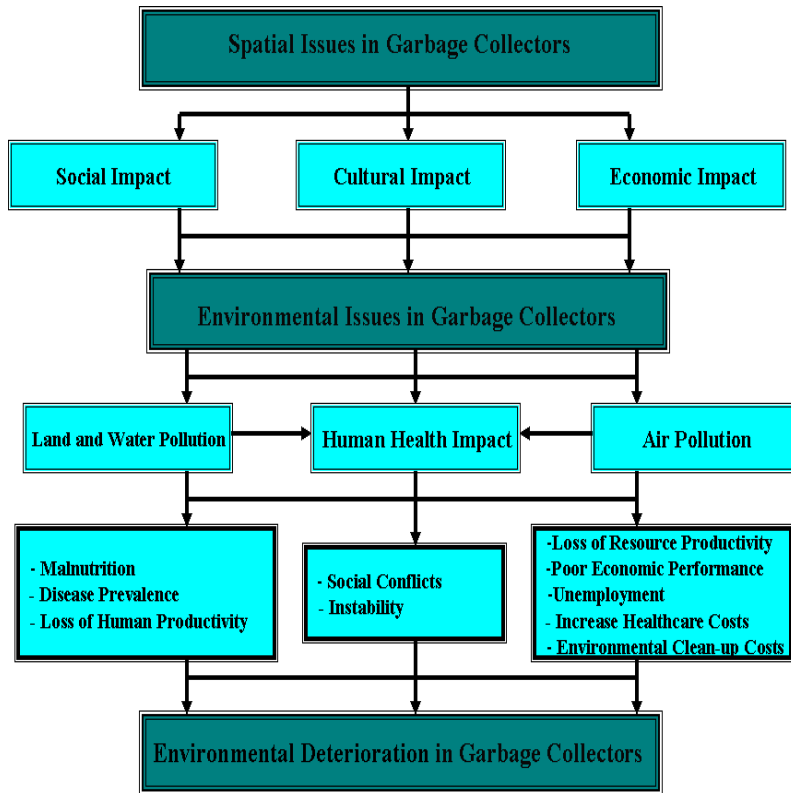 Spatial Issues in Garbage Collectors
Social Impact
Cultural Impact
Economic Impact
Environmental Issues in Garbage Collectors
Land and Water Pollution
Human Health Impact
Air Pollution
- Malnutrition
- Disease Prevalence
- Loss of Human Productivity
- Social Conflicts
- Instability
-Loss of Resource Productivity
-Poor Economic Performance
-Unemployment
- Increase Healthcare Costs
- Environmental Clean-up Costs
Environmental Deterioration in Garbage Collectors